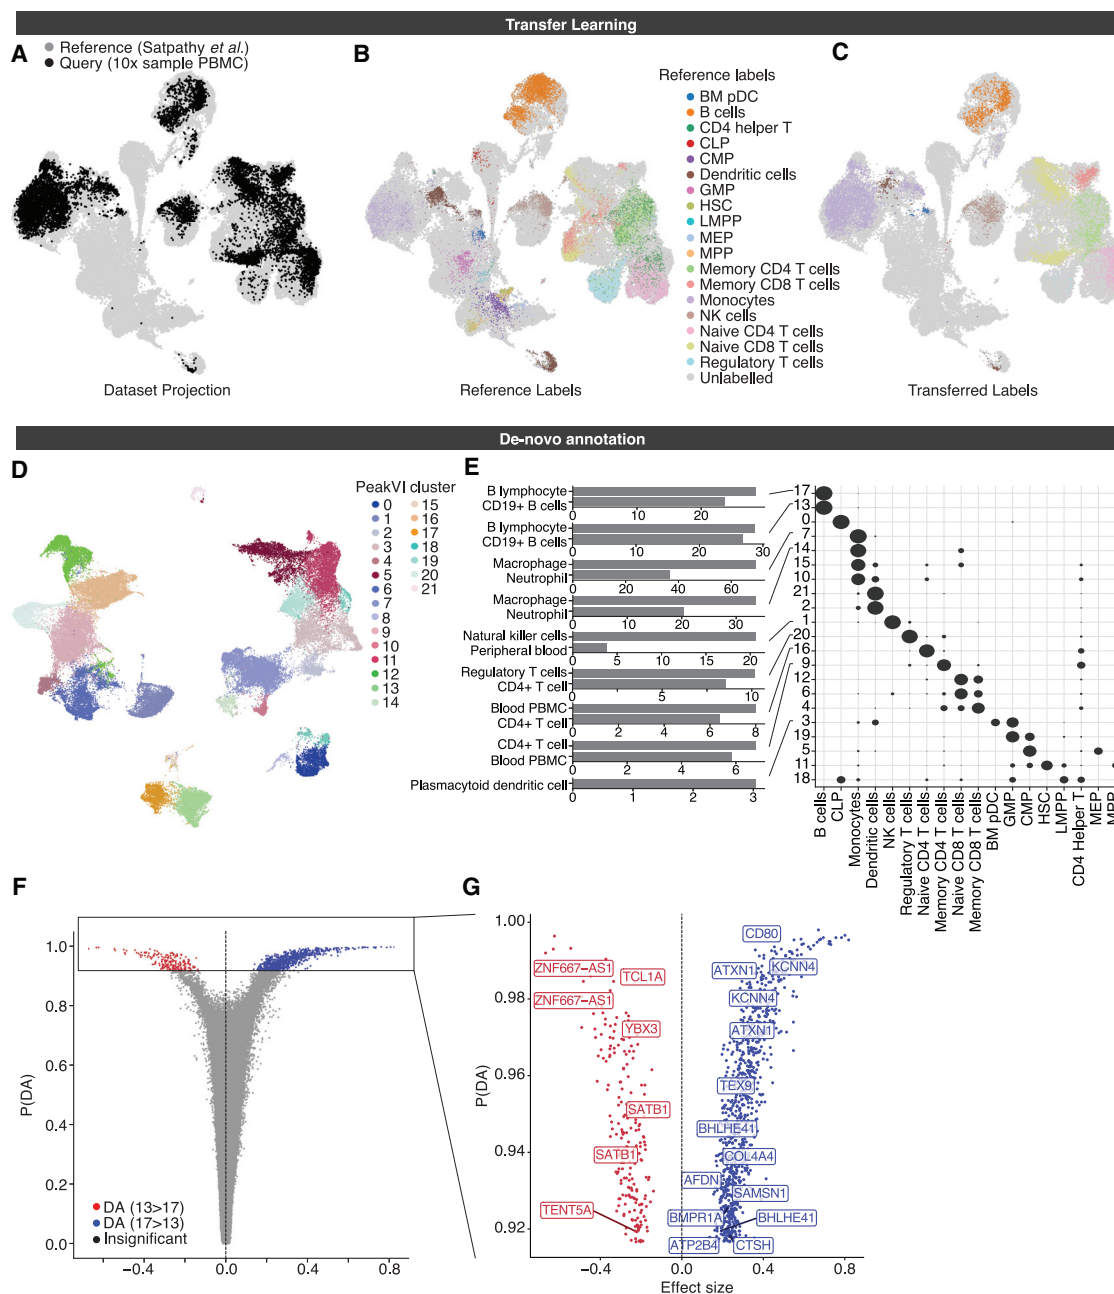 Transfer Learning
A
Reference (Satpathy et al.)
Query (10x sample PBMC)
Dataset Projection
B
Reference labels
BM pDC
B cells
CD4 helper T
CLP
CMP
Dendritic cells
GMP
HSC
LMPP
MEP
MPP
Memory CD4 T cells
Memory CD8 T cells
Monocytes
NK cells
Naive CD4 T cells
Naive CD8 T cells
Regulatory T cells
Unlabelled
Reference Labels
C
Transferred Labels
De-novo annotation
D
PeakVI cluster
0
1
2
3
4
5
6
7
8
9
10
11
12
13
14
15
16
17
18
19
20
21
E
B lymphocyte
CD19+ B cells
0 10 20
B lymphocyte
CD19+ B cells
0 10 20 30
Macrophage
Neutrophil
0 20 40 60
Macrophage
Neutrophil
0 10 20 30
Natural killer cells
Peripheral blood
0 5 10 15 20
Regulatory T cells
CD4+ T cell
0 5 10
Blood PBMC
CD4+ T cell
0 2 4 6 8
CD4+ T cell
Blood PBMC
0 2 4 6
Plasmacytoid dendritic cell
0 1 2 3
17
13
0
7
14
15
10
21
2
1
20
16
9
12
6
4
3
19
5
11
18
B cells
CLP
Monocytes
Dendritic cells
NK cells
Regulatory T cells
Naive CD4 T cells
Memory CD4 T cells
Naive CD8 T cells
Memory CD8 T cells
BM pDC
GMP
CMP
HSC
LMPP
CD4 Helper T
MEP
MPP
F
P(DA)
1.0
0.8
0.6
0.4
0.2
0.0
DA (13>17)
DA (17>13)
Insignificant
−0.4 0.0 0.4 0.8
G
P(DA)
1.00
0.98
0.96
0.94
0.92
CD80
ZNF667−AS1
TCL1A
ATXN1
KCNN4
ZNF667−AS1
KCNN4
YBX3
ATXN1
TEX9
SATB1
BHLHE41
SATB1
COL4A4
AFDN
SAMSN1
TENT5A
BMPR1A
BHLHE41
ATP2B4
CTSH
−0.4 0.0 0.4 0.8
Effect size